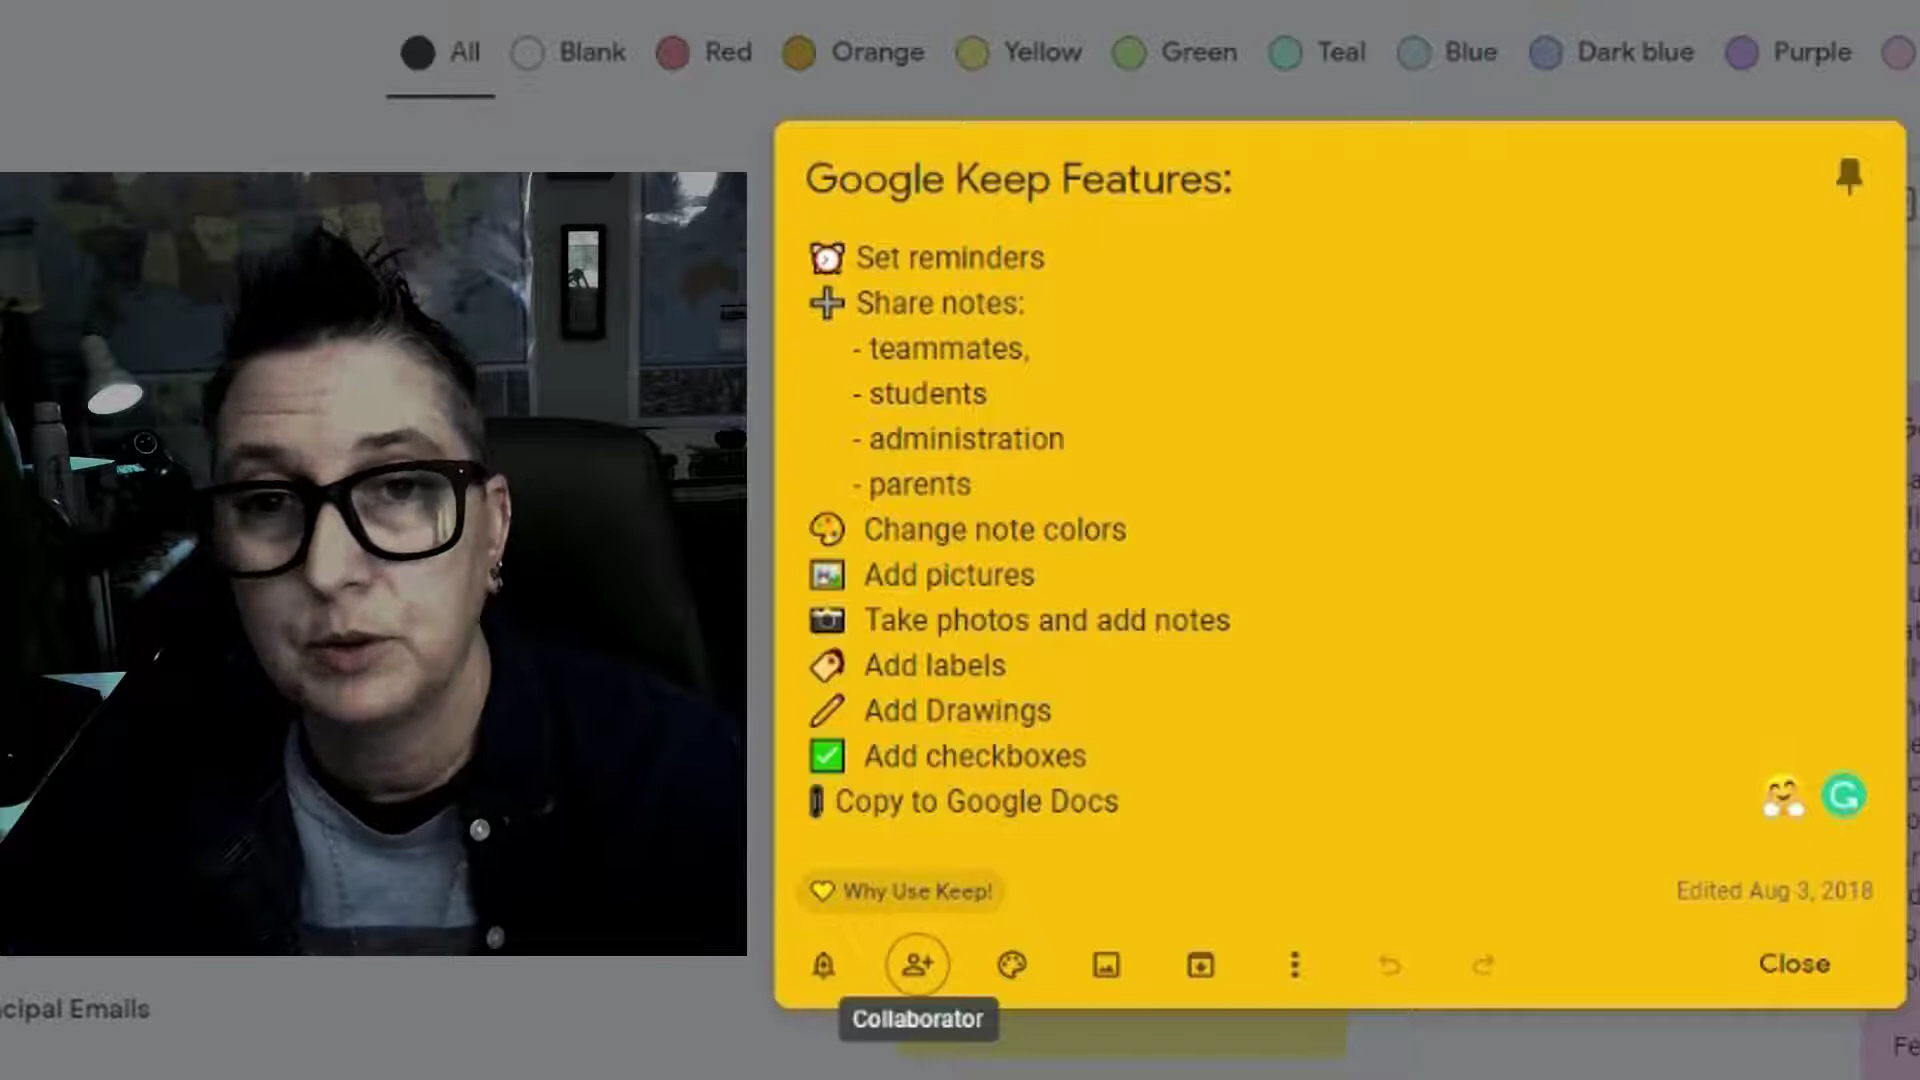 All Blank Red Orange Yellow Green Teal Blue Dark blue Purple
Google Keep Features:
Set reminders
Share notes:
- teammates,
- students
- administration
- parents
Change note colors
Add pictures
Take photos and add notes
Add labels
Add Drawings
Add checkboxes
Copy to Google Docs
Why Use Keep!
Edited Aug 3, 2018
Close
Collaborator
cipal Emails
Fe